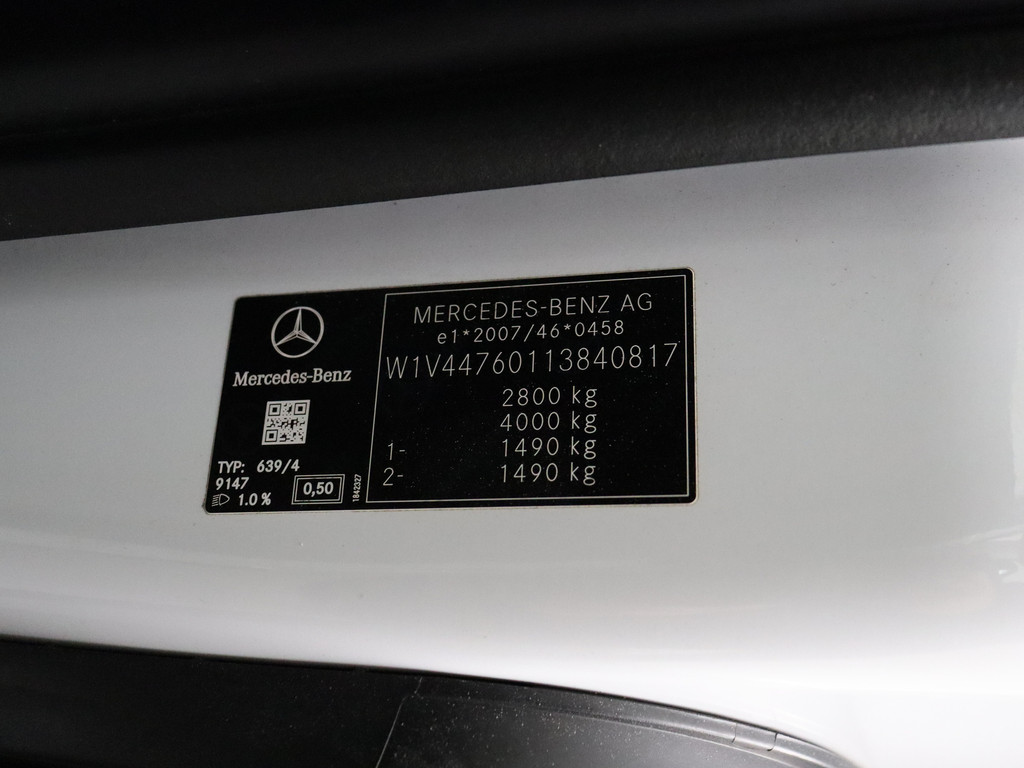 Mercedes-Benz
TYP: 639/4
9147
1.0 %
0,50
1842327
MERCEDES-BENZ AG
e1*2007/46*0458
W1V44760113840817
2800 kg
4000 kg
1- 1490 kg
2- 1490 kg